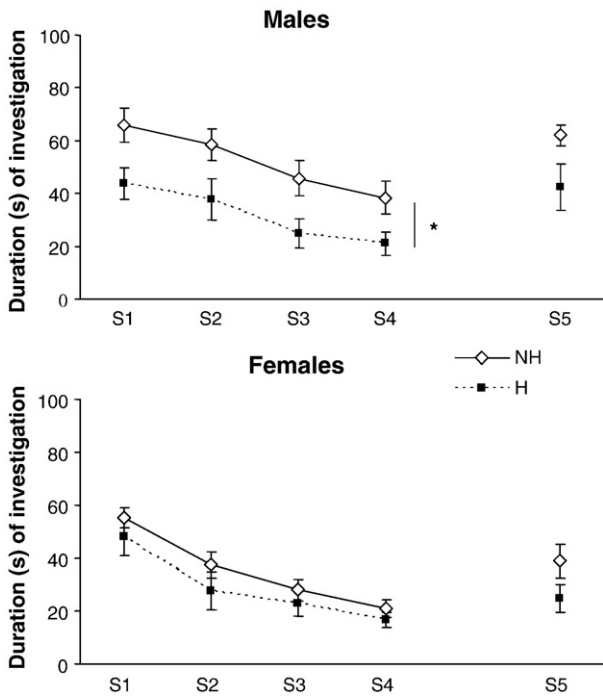 Males
Duration (s) of investigation
100
80
60
40
20
0
*
S1 S2 S3 S4 S5
Females
NH
H
Duration (s) of investigation
100
80
60
40
20
0
S1 S2 S3 S4 S5